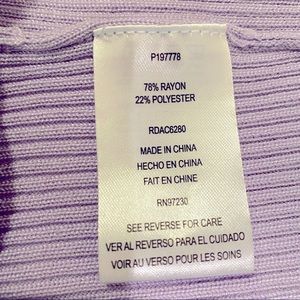 P197778
78% RAYON
22% POLYESTER
RDAC6280
MADE IN CHINA
HECHO EN CHINA
FAIT EN CHINE
RN97230
SEE REVERSE FOR CARE
VER AL REVERSO PARA EL CUIDADO
VOIR AU VERSO POUR LES SOINS